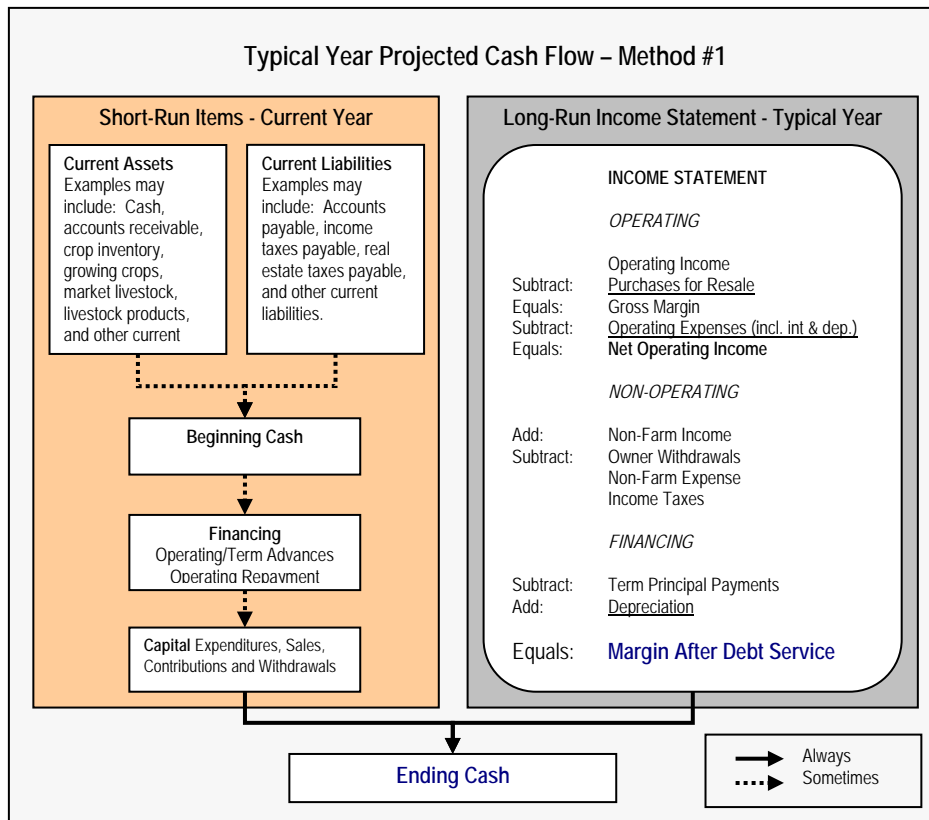 Typical Year Projected Cash Flow – Method #1
Short-Run Items - Current Year
Current Assets
Examples may
include: Cash,
accounts receivable,
crop inventory,
growing crops,
market livestock,
livestock products,
and other current
Current Liabilities
Examples may
include: Accounts
payable, income
taxes payable, real
estate taxes payable,
and other current
liabilities.
Beginning Cash
Financing
Operating/Term Advances
Operating Repayment
Capital Expenditures, Sales,
Contributions and Withdrawals
Long-Run Income Statement - Typical Year
INCOME STATEMENT
OPERATING
Operating Income
Subtract: Purchases for Resale
Equals: Gross Margin
Subtract: Operating Expenses (incl. int & dep.)
Equals: Net Operating Income
NON-OPERATING
Add: Non-Farm Income
Subtract: Owner Withdrawals
Non-Farm Expense
Income Taxes
FINANCING
Subtract: Term Principal Payments
Add: Depreciation
Equals: Margin After Debt Service
Ending Cash
Always
Sometimes